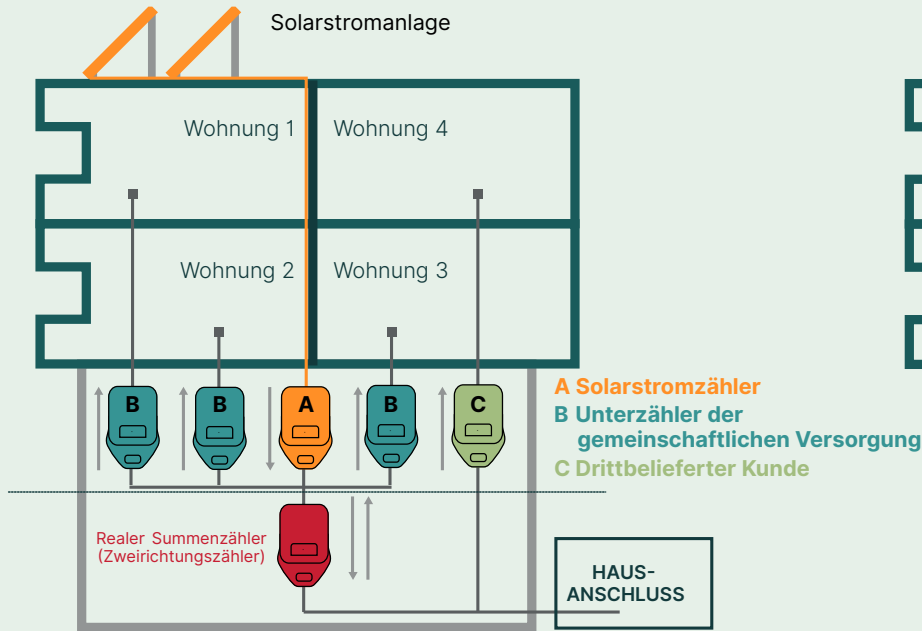 Solarstromanlage
Wohnung 1
Wohnung 4
Wohnung 2
Wohnung 3
B
B
A
B
C
A Solarstromzähler
B Unterzähler der
gemeinschaftlichen Versorgung
C Drittbelieferter Kunde
Realer Summenzähler
(Zweirichtungszähler)
HAUS-
ANSCHLUSS